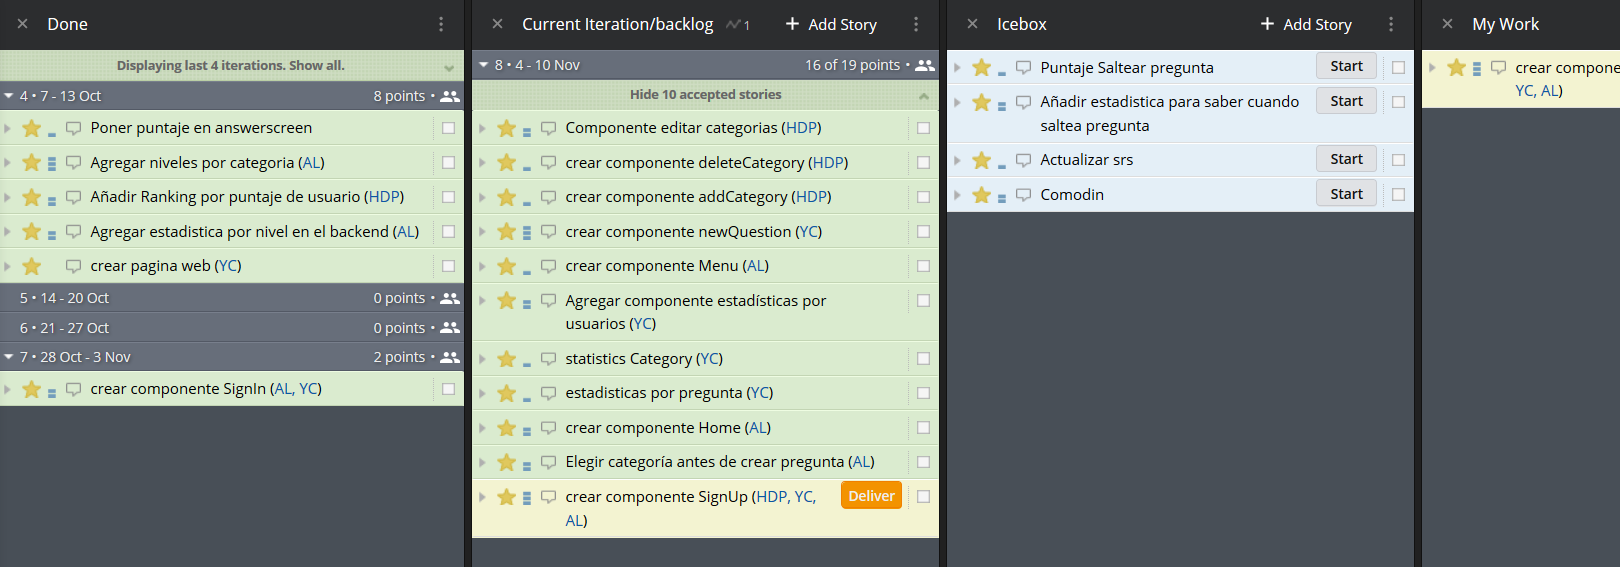 Done
Displaying last 4 iterations. Show all.
4 • 7 - 13 Oct 8 points •
Poner puntaje en answerscreen
Agregar niveles por categoria (AL)
Añadir Ranking por puntaje de usuario (HDP)
Agregar estadistica por nivel en el backend (AL)
crear pagina web (YC)
5 • 14 - 20 Oct 0 points •
6 • 21 - 27 Oct 0 points •
7 • 28 Oct - 3 Nov 2 points •
crear componente SignIn (AL, YC)
Current Iteration/backlog 1 + Add Story
8 • 4 - 10 Nov 16 of 19 points •
Hide 10 accepted stories
Componente editar categorias (HDP)
crear componente deleteCategory (HDP)
crear componente addCategory (HDP)
crear componente newQuestion (YC)
crear componente Menu (AL)
Agregar componente estadísticas por
usuarios (YC)
statistics Category (YC)
estadisticas por pregunta (YC)
crear componente Home (AL)
Elegir categoría antes de crear pregunta (AL)
crear componente SignUp (HDP, YC, Deliver
AL)
Icebox + Add Story
Puntaje Saltear pregunta Start
Añadir estadistica para saber cuando Start
saltea pregunta
Actualizar srs Start
Comodin Start
My Work
crear compone
YC, AL)